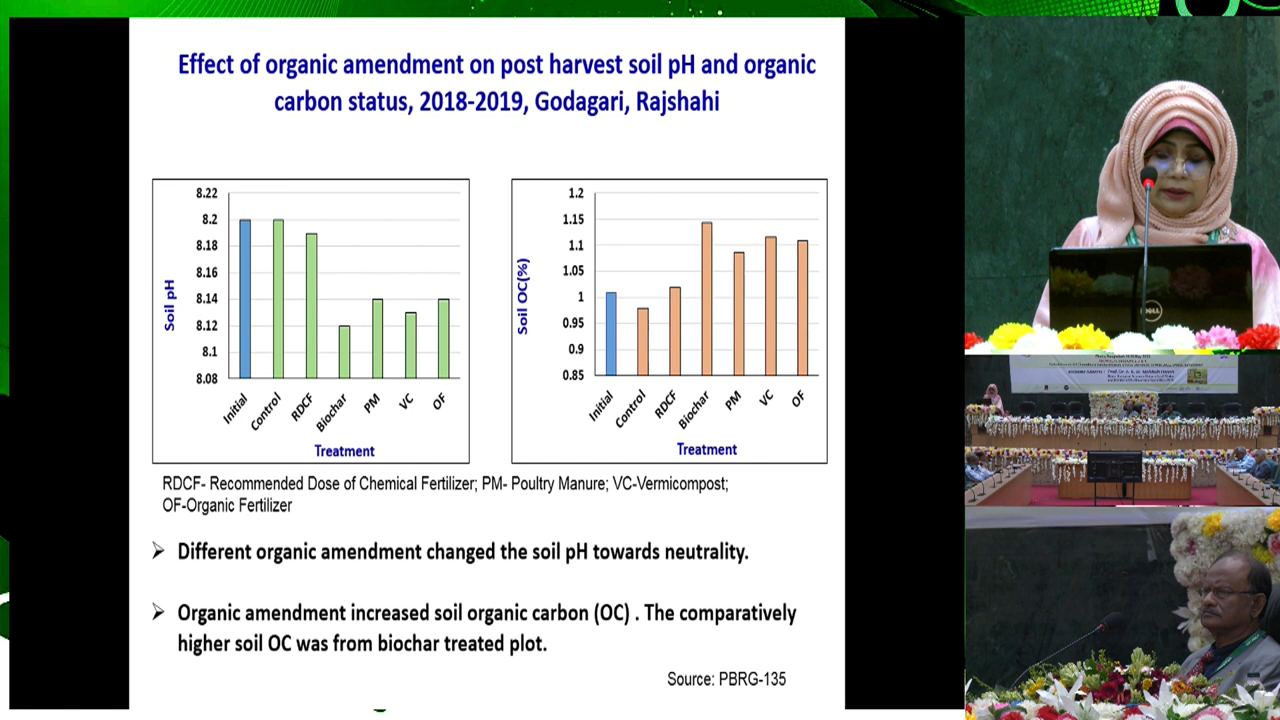 Effect of organic amendment on post harvest soil pH and organic
carbon status, 2018-2019, Godagari, Rajshahi
8.22
8.2
8.18
8.16
8.14
8.12
8.1
8.08
Soil pH
Initial
Control
RDCF
Biochar
PM
VC
OF
Treatment
1.2
1.15
1.1
1.05
1
0.95
0.9
0.85
Soil OC(%)
Initial
Control
RDCF
Biochar
PM
VC
OF
Treatment
RDCF- Recommended Dose of Chemical Fertilizer; PM- Poultry Manure; VC-Vermicompost;
OF-Organic Fertilizer
➢ Different organic amendment changed the soil pH towards neutrality.
➢ Organic amendment increased soil organic carbon (OC) . The comparatively
higher soil OC was from biochar treated plot.
Source: PBRG-135
DELL